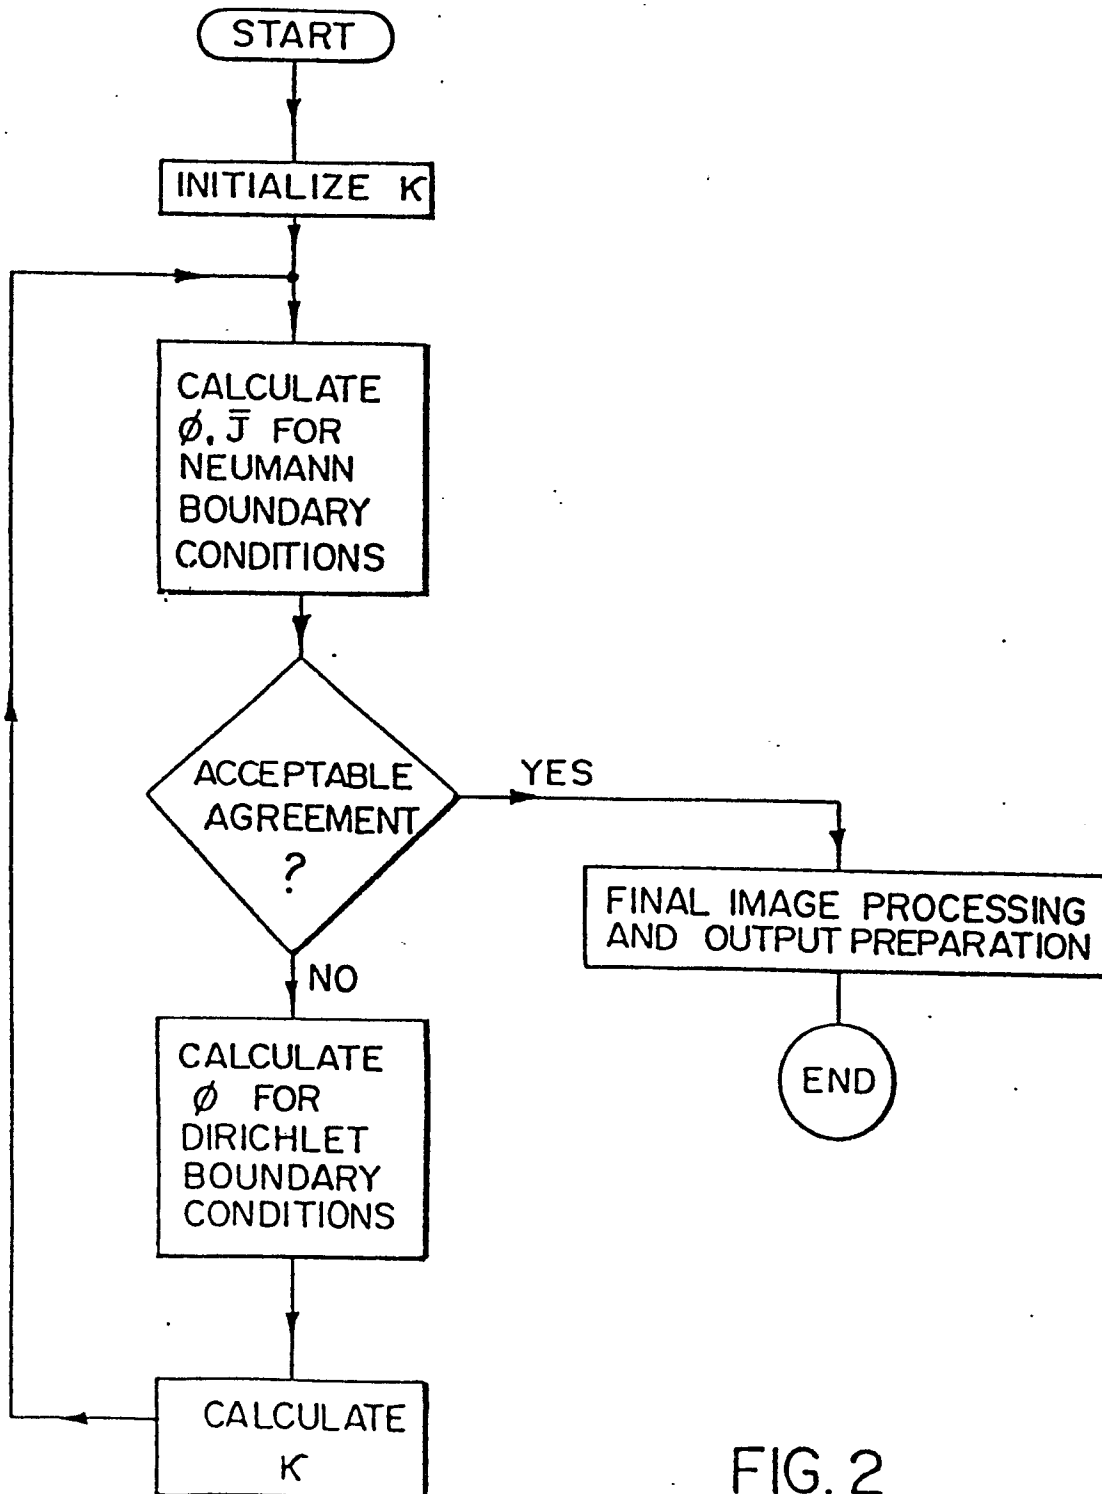 START
INITIALIZE K
CALCULATE
ø, J̅ FOR
NEUMANN
BOUNDARY
CONDITIONS
ACCEPTABLE
AGREEMENT
?
YES
NO
FINAL IMAGE PROCESSING
AND OUTPUT PREPARATION
END
CALCULATE
ø FOR
DIRICHLET
BOUNDARY
CONDITIONS
CALCULATE
K
FIG. 2